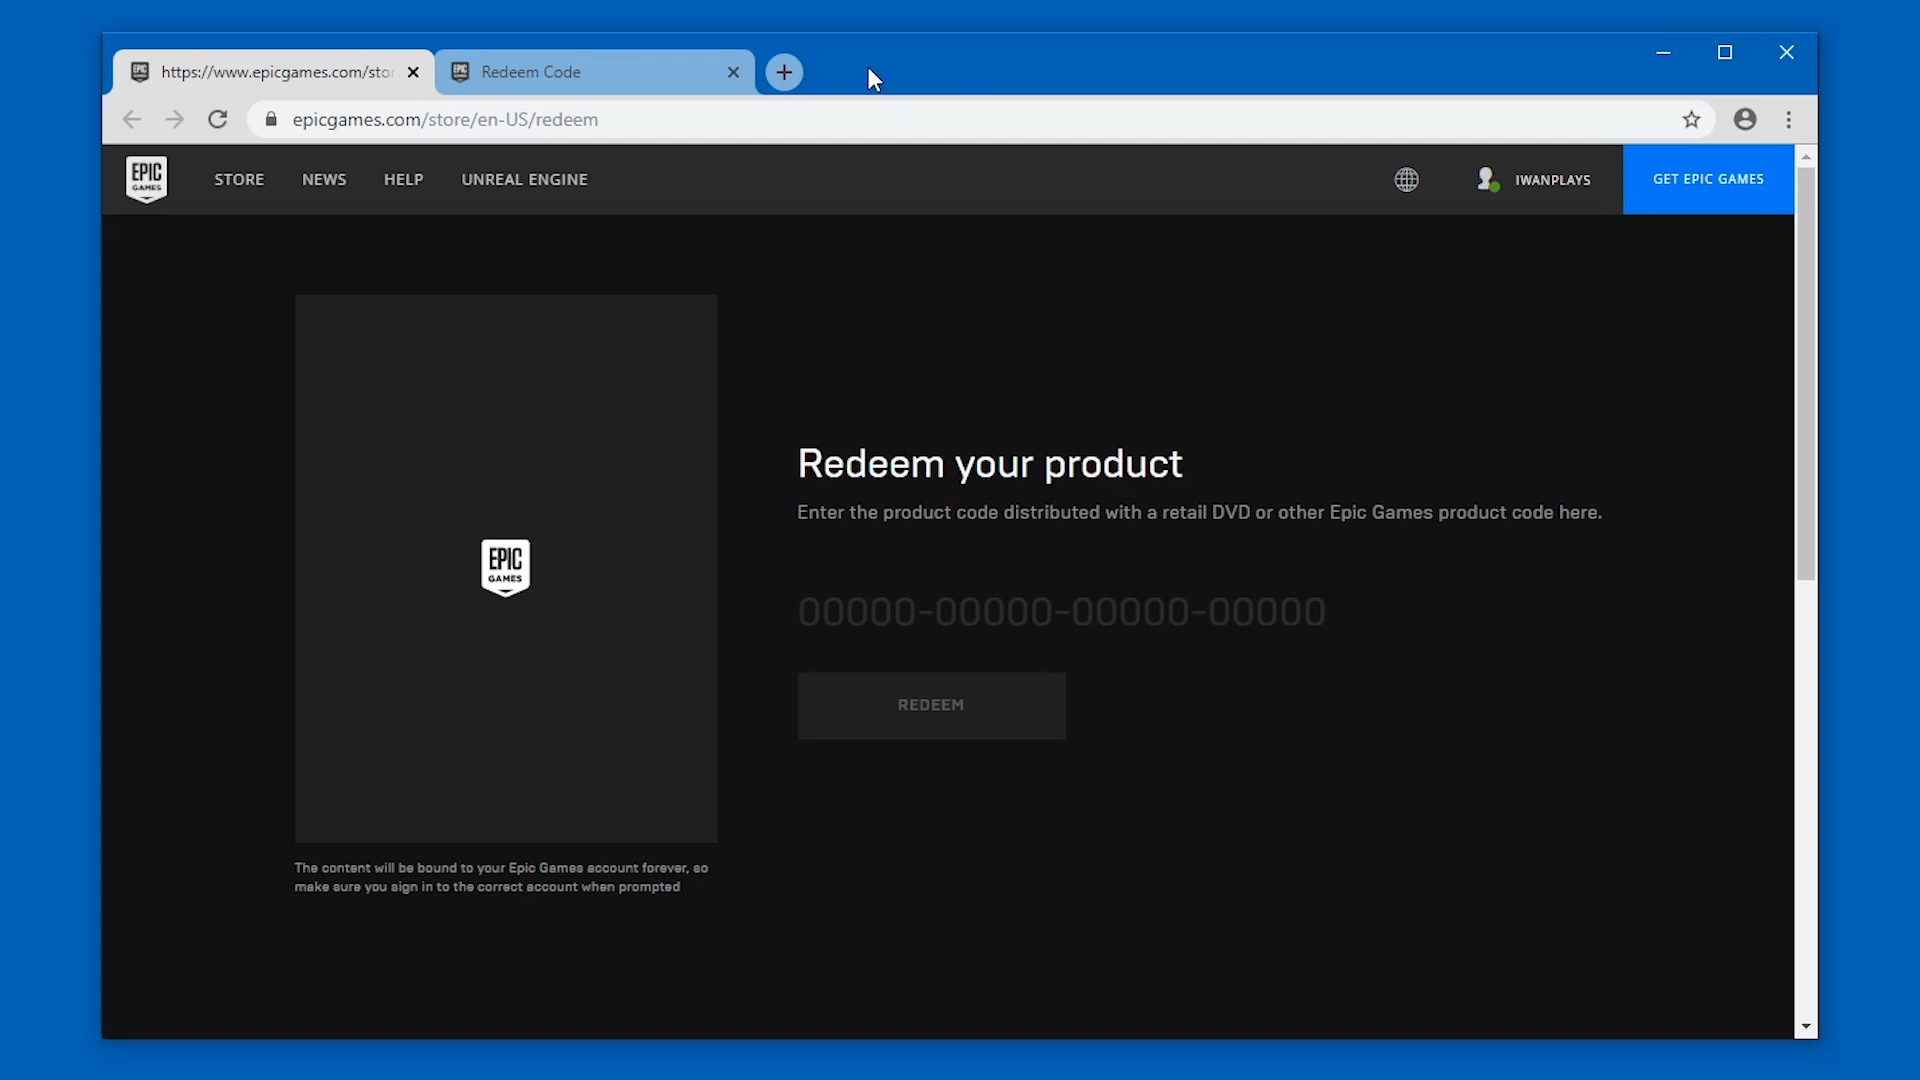 https://www.epicgames.com/sto
Redeem Code
epicgames.com/store/en-US/redeem
EPIC
GAMES
STORE
NEWS
HELP
UNREAL ENGINE
IWANPLAYS
GET EPIC GAMES
EPIC
GAMES
Redeem your product
Enter the product code distributed with a retail DVD or other Epic Games product code here.
00000-00000-00000-00000
REDEEM
The content will be bound to your Epic Games account forever, so
make sure you sign in to the correct account when prompted